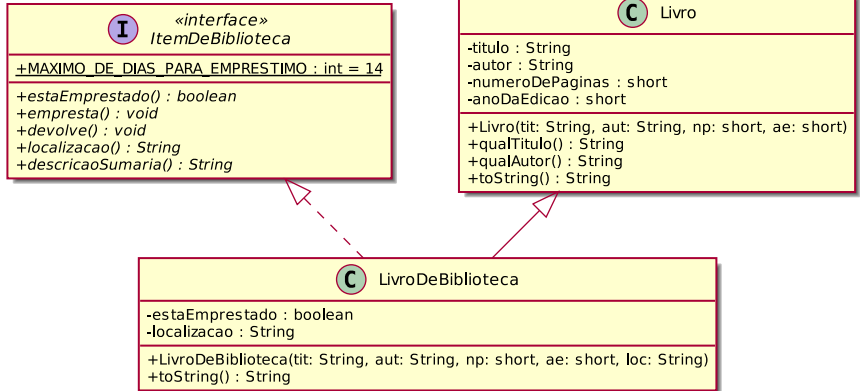 «interface»
I
ItemDeBiblioteca
+MAXIMO_DE_DIAS_PARA_EMPRESTIMO : int = 14
+estaEmprestado() : boolean
+empresta() : void
+devolve() : void
+localizacao() : String
+descricaoSumaria() : String
C Livro
-titulo : String
-autor : String
-numeroDePaginas : short
-anoDaEdicao : short
+Livro(tit: String, aut: String, np: short, ae: short)
+qualTitulo() : String
+qualAutor() : String
+toString() : String
C LivroDeBiblioteca
-estaEmprestado : boolean
-localizacao : String
+LivroDeBiblioteca(tit: String, aut: String, np: short, ae: short, loc: String)
+toString() : String